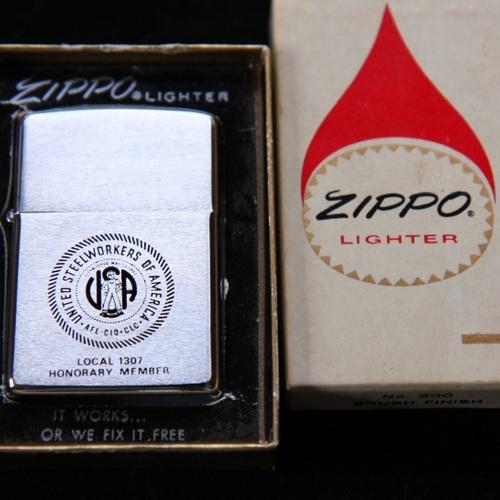 ZIPPO® LIGHTER
UNITED STEELWORKERS OF AMERICA
USA
• AFL-CIO-CLC •
LOCAL 1307
HONORARY MEMBER
IT WORKS...
OR WE FIX IT FREE
ZIPPO®
LIGHTER
No. 200
BRUSH FINISH